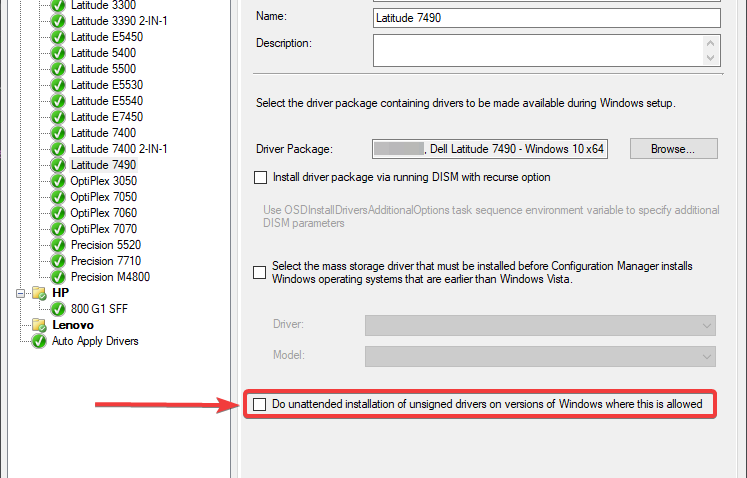 Latitude 3300
Latitude 3390 2-IN-1
Latitude E5450
Latitude 5400
Latitude 5500
Latitude E5530
Latitude E5540
Latitude E7450
Latitude 7400
Latitude 7400 2-IN-1
Latitude 7490
OptiPlex 3050
OptiPlex 7050
OptiPlex 7060
OptiPlex 7070
Precision 5520
Precision 7710
Precision M4800
HP
800 G1 SFF
Lenovo
Auto Apply Drivers
Name:
Latitude 7490
Description:
Select the driver package containing drivers to be made available during Windows setup.
Driver Package:
, Dell Latitude 7490 - Windows 10 x64
Browse...
Install driver package via running DISM with recurse option
Use OSDInstallDriversAdditionalOptions task sequence environment variable to specify additional
DISM parameters
Select the mass storage driver that must be installed before Configuration Manager installs
Windows operating systems that are earlier than Windows Vista.
Driver:
Model:
Do unattended installation of unsigned drivers on versions of Windows where this is allowed